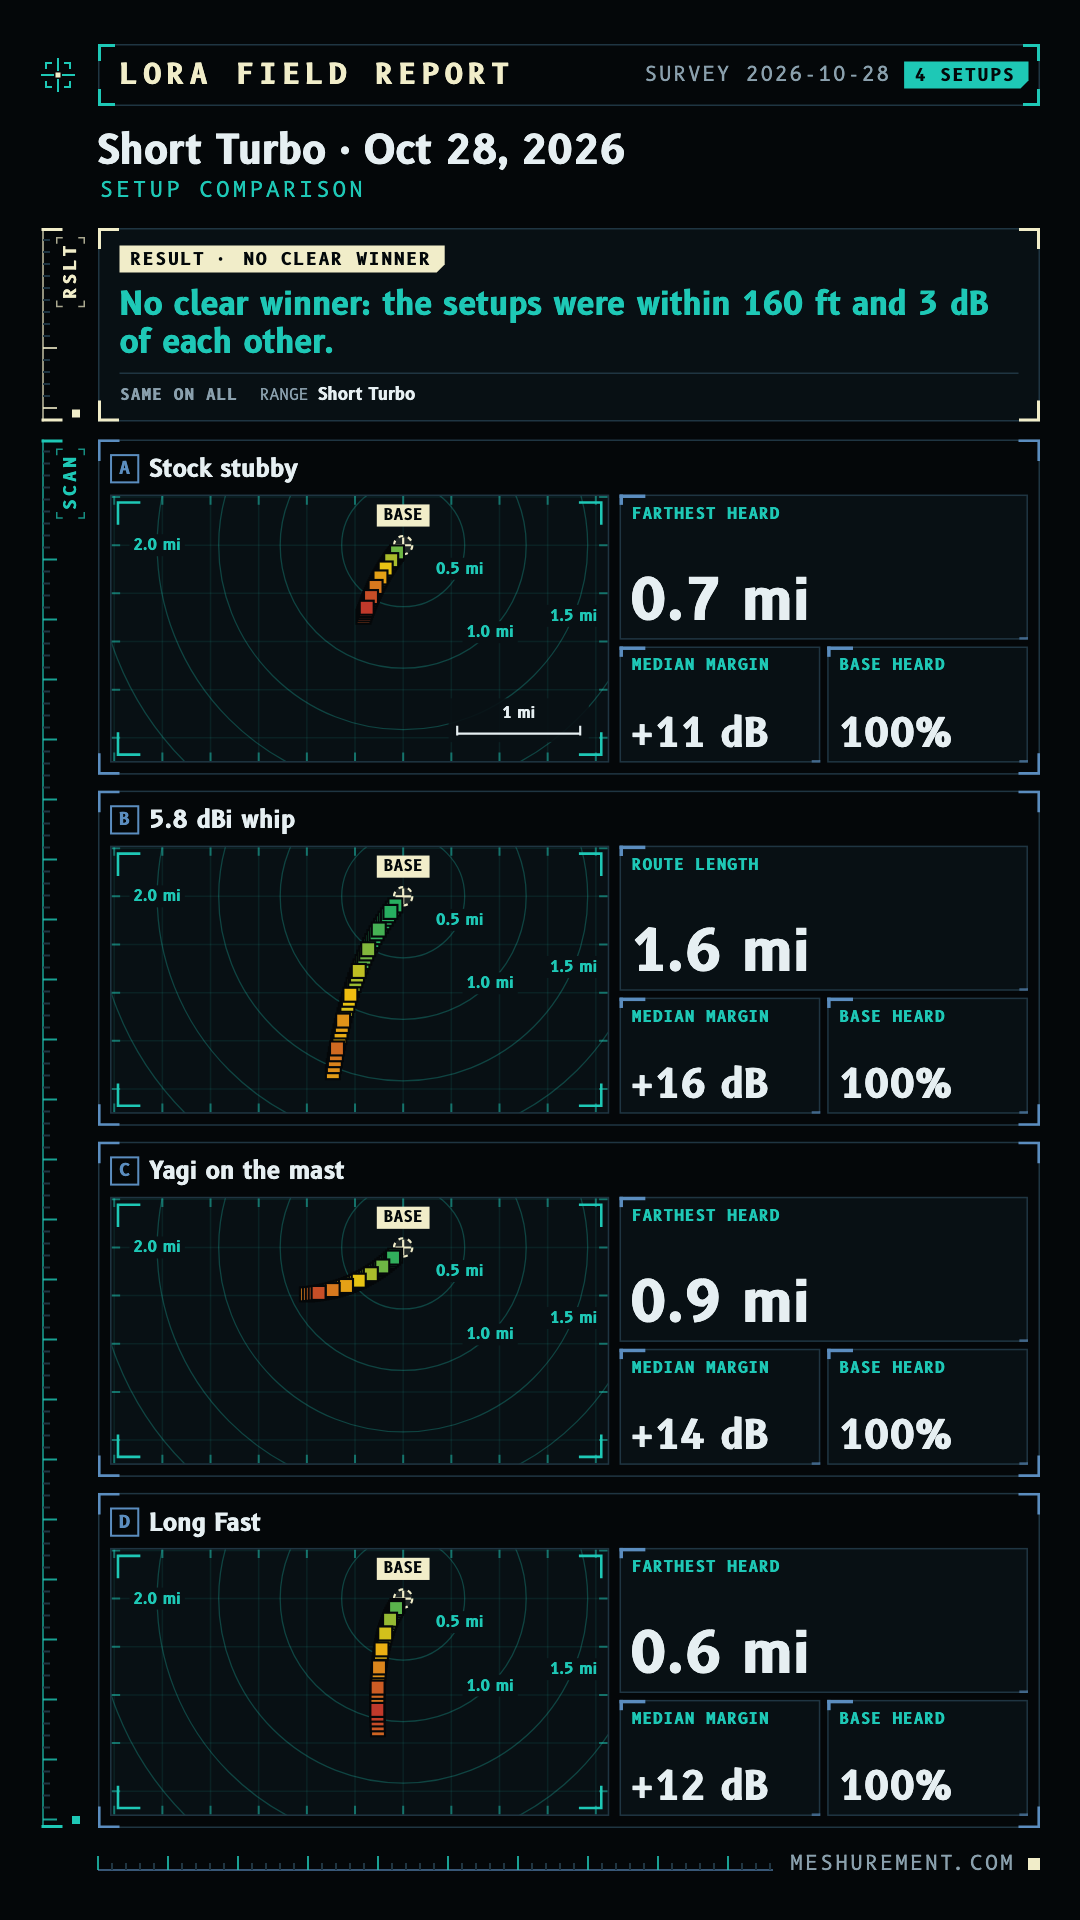 LORA FIELD REPORT
SURVEY 2026-10-28
4 SETUPS
Short Turbo · Oct 28, 2026
SETUP COMPARISON
RSLT
RESULT · NO CLEAR WINNER
No clear winner: the setups were within 160 ft and 3 dB
of each other.
SAME ON ALL RANGE Short Turbo
SCAN
A Stock stubby
BASE
2.0 mi
0.5 mi
1.5 mi
1.0 mi
1 mi
FARTHEST HEARD
0.7 mi
MEDIAN MARGIN
+11 dB
BASE HEARD
100%
B 5.8 dBi whip
BASE
2.0 mi
0.5 mi
1.5 mi
1.0 mi
ROUTE LENGTH
1.6 mi
MEDIAN MARGIN
+16 dB
BASE HEARD
100%
C Yagi on the mast
BASE
2.0 mi
0.5 mi
1.5 mi
1.0 mi
FARTHEST HEARD
0.9 mi
MEDIAN MARGIN
+14 dB
BASE HEARD
100%
D Long Fast
BASE
2.0 mi
0.5 mi
1.5 mi
1.0 mi
FARTHEST HEARD
0.6 mi
MEDIAN MARGIN
+12 dB
BASE HEARD
100%
MESHUREMENT.COM